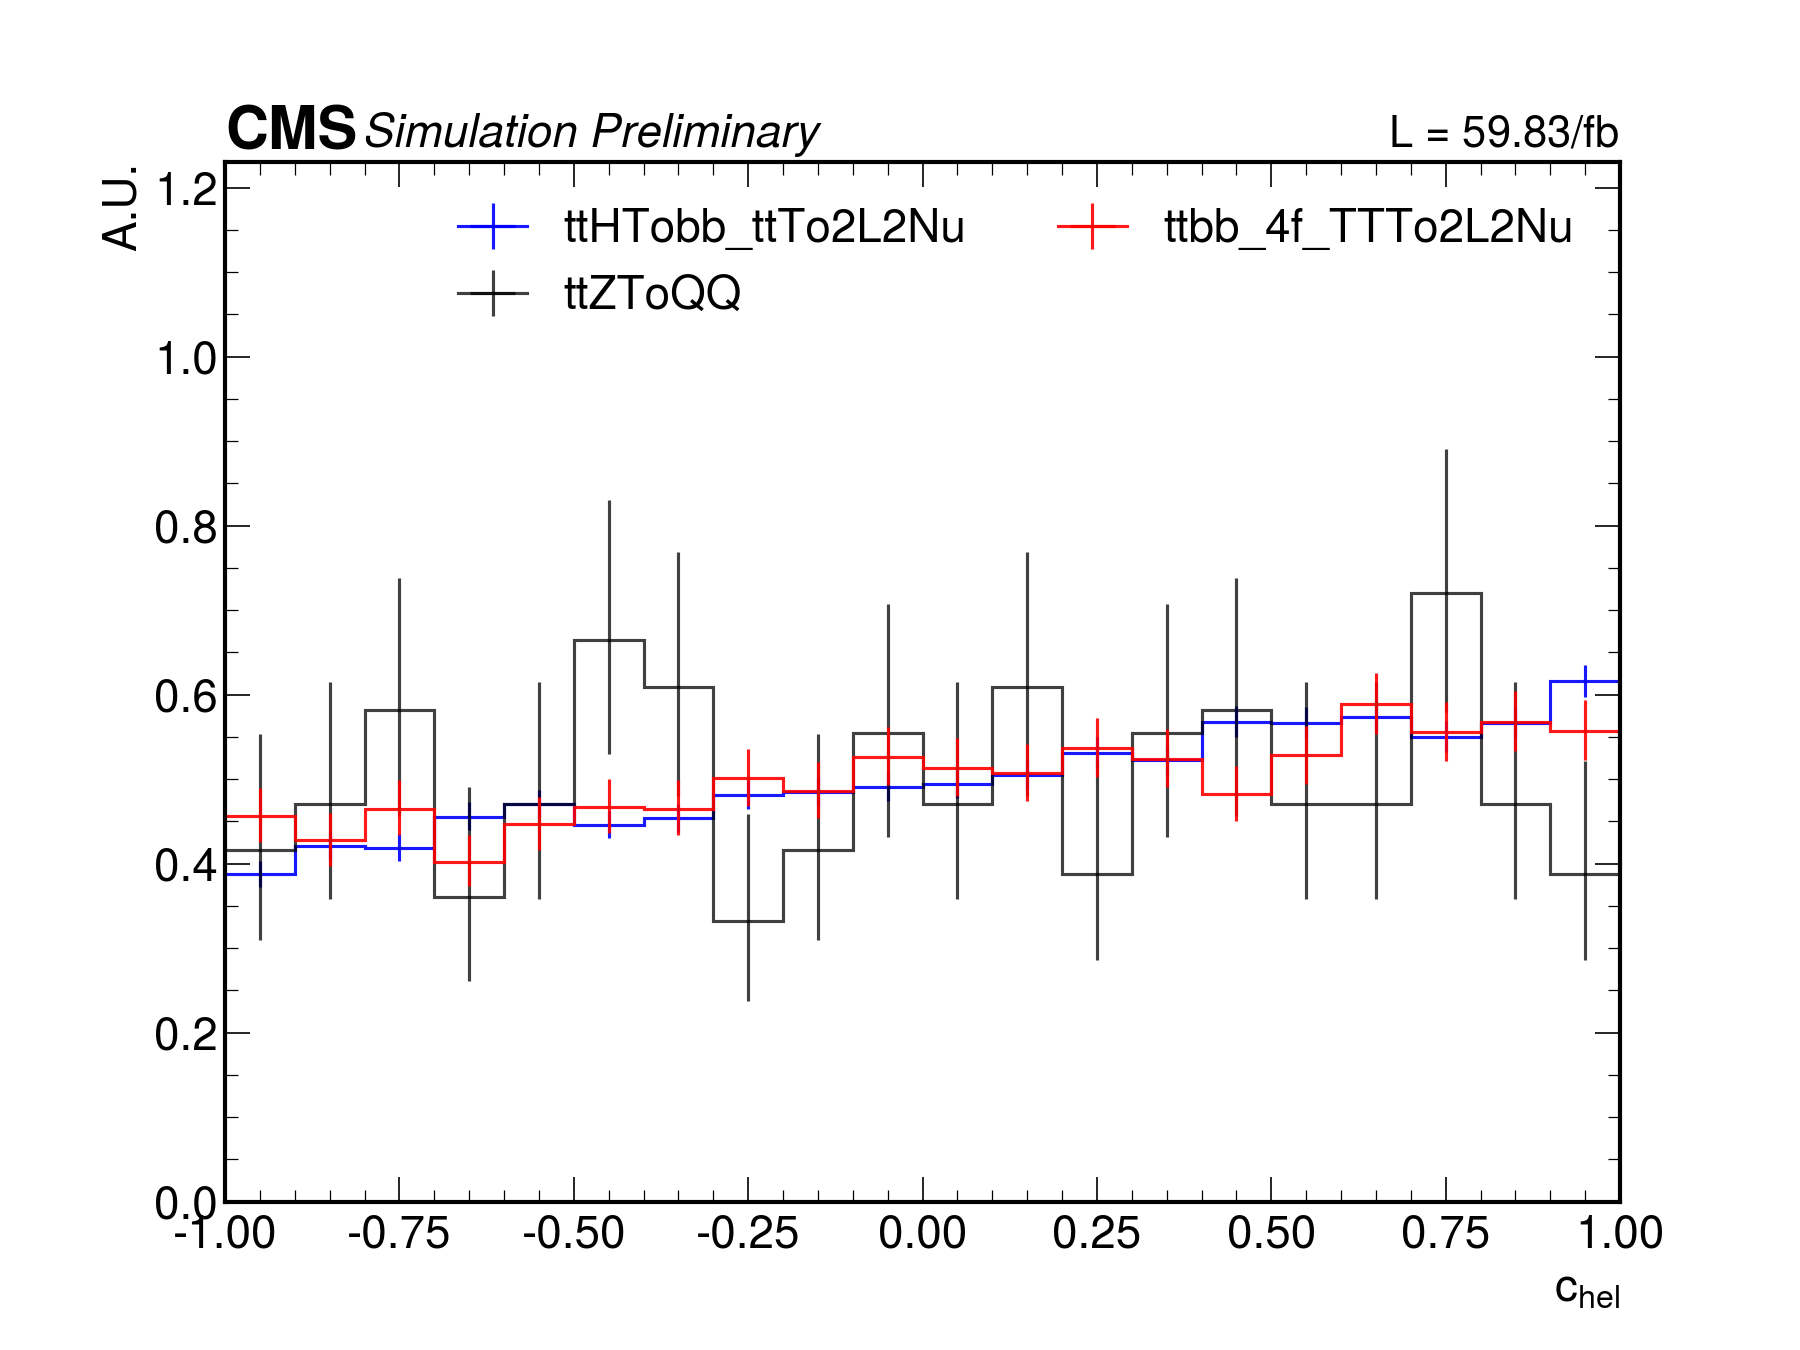 CMS Simulation Preliminary L = 59.83/fb
A.U.
ttHTobb_ttTo2L2Nu ttbb_4f_TTTo2L2Nu
ttZToQQ
1.2
1.0
0.8
0.6
0.4
0.2
0.0
-1.00 -0.75 -0.50 -0.25 0.00 0.25 0.50 0.75 1.00
c_hel